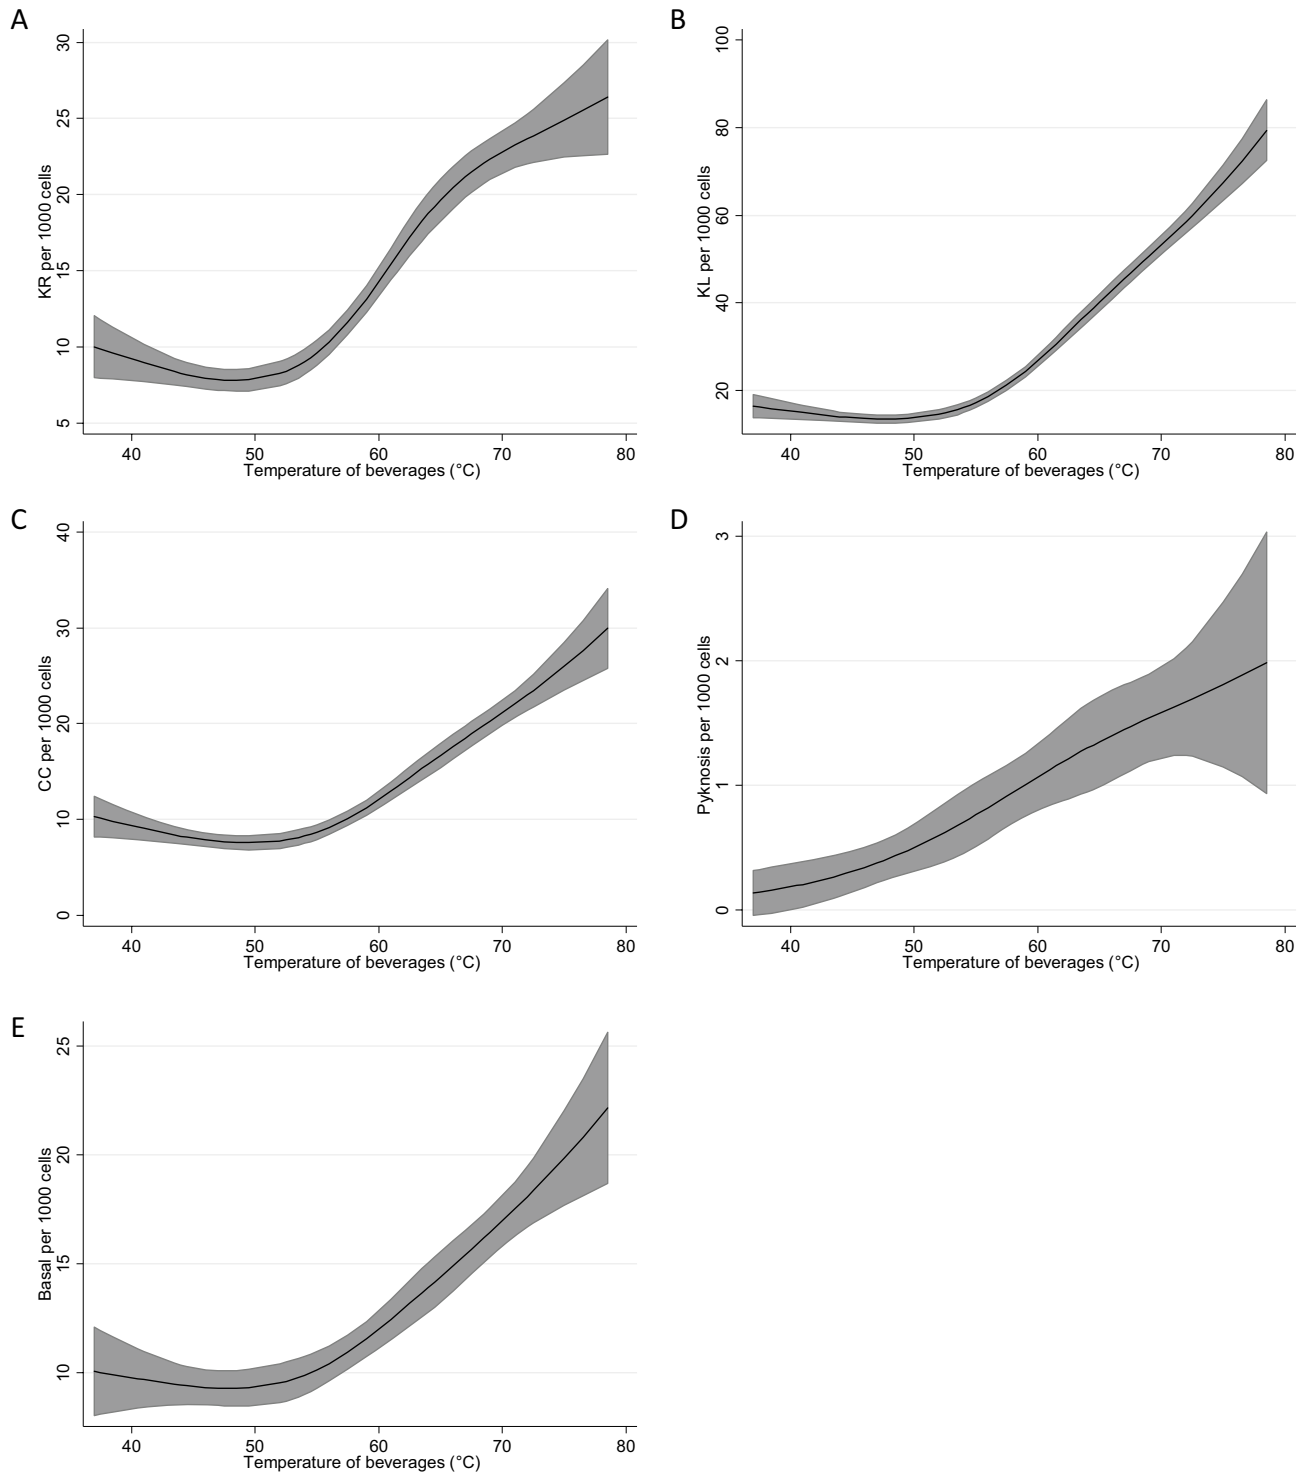 A
KR per 1000 cells
30
25
20
15
10
5
40 50 60 70 80
Temperature of beverages (°C)
B
KL per 1000 cells
100
80
60
40
20
40 50 60 70 80
Temperature of beverages (°C)
C
CC per 1000 cells
40
30
20
10
0
40 50 60 70 80
Temperature of beverages (°C)
D
Pyknosis per 1000 cells
3
2
1
0
40 50 60 70 80
Temperature of beverages (°C)
E
Basal per 1000 cells
25
20
15
10
40 50 60 70 80
Temperature of beverages (°C)